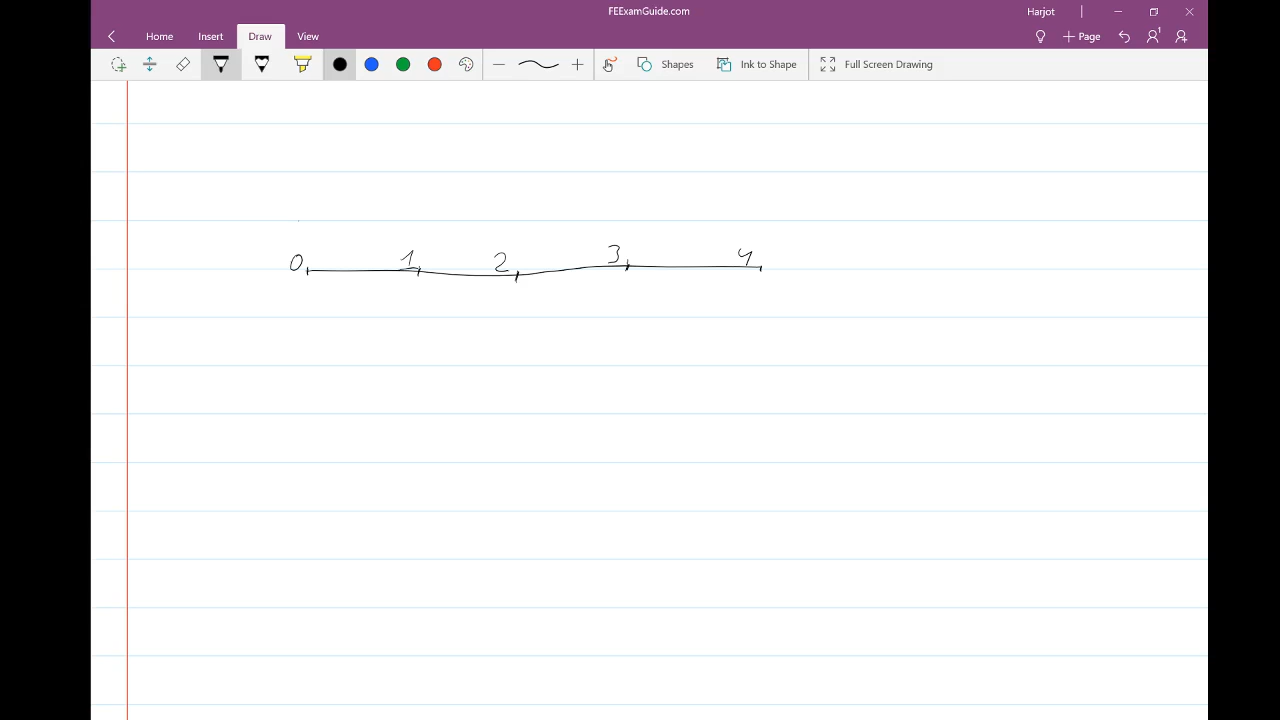 FEExamGuide.com
Harjot
Home Insert Draw View
Page
Shapes Ink to Shape Full Screen Drawing
0 1 2 3 4